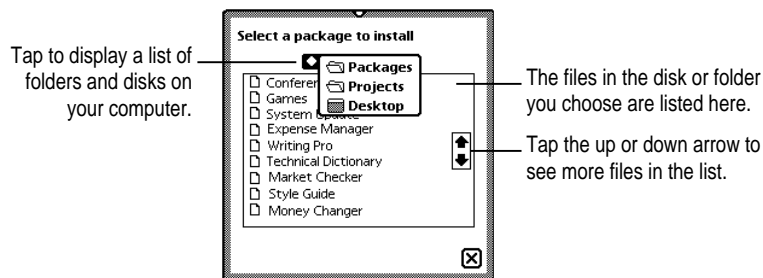 Select a package to install
Tap to display a list of
folders and disks on
your computer.
Packages
Projects
Desktop
Games
System
Expense Manager
Writing Pro
Technical Dictionary
Market Checker
Style Guide
Money Changer
The files in the disk or folder
you choose are listed here.
Tap the up or down arrow to
see more files in the list.